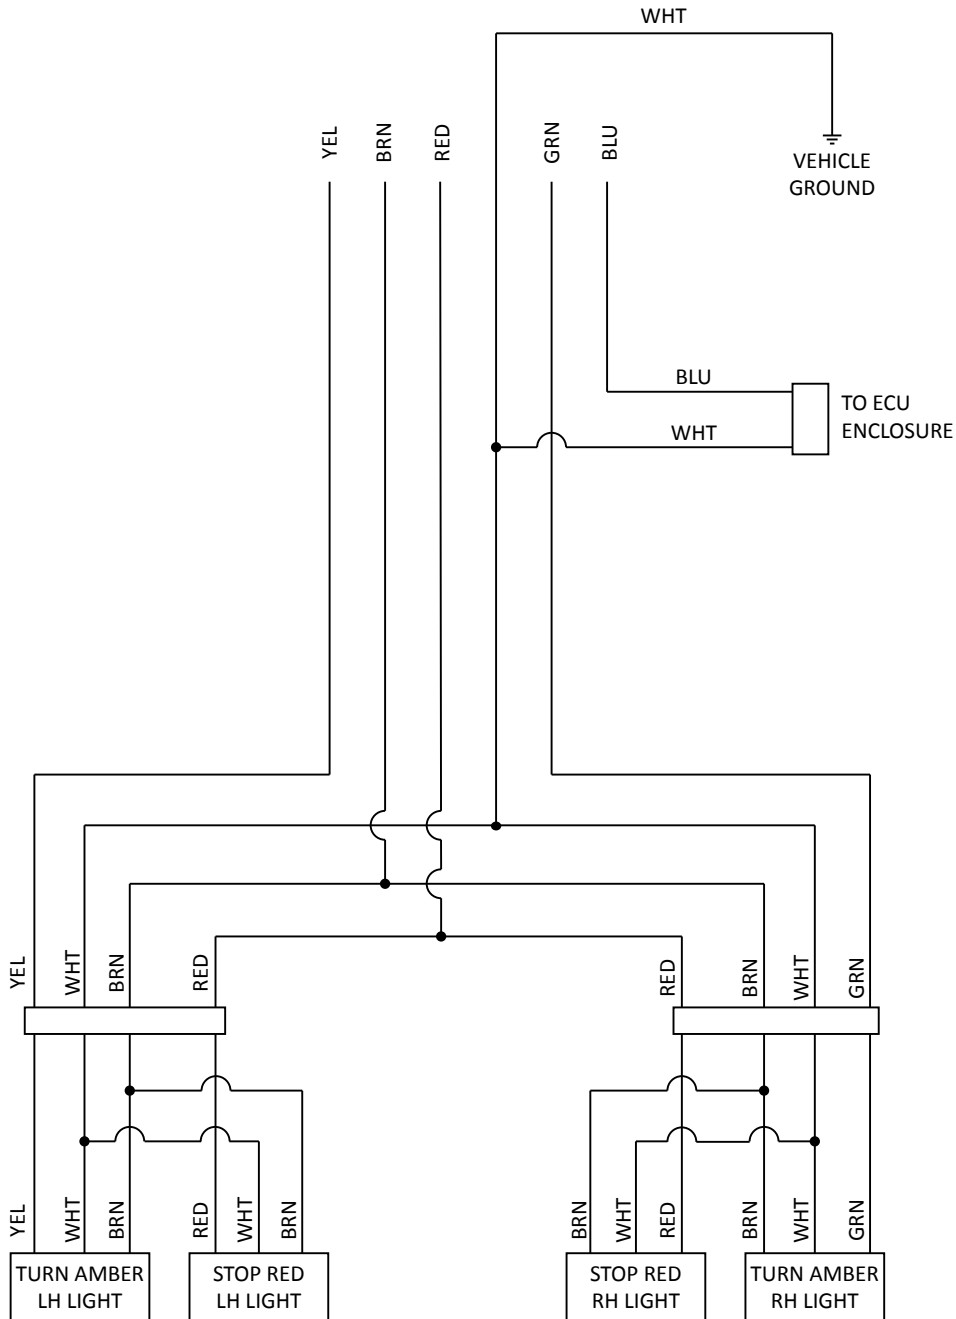 WHT
YEL
BRN
RED
GRN
BLU
VEHICLE
GROUND
BLU
TO ECU
ENCLOSURE
WHT
YEL
WHT
BRN
RED
RED
BRN
WHT
GRN
YEL
WHT
BRN
RED
WHT
BRN
BRN
WHT
RED
BRN
WHT
GRN
TURN AMBER
LH LIGHT
STOP RED
LH LIGHT
STOP RED
RH LIGHT
TURN AMBER
RH LIGHT